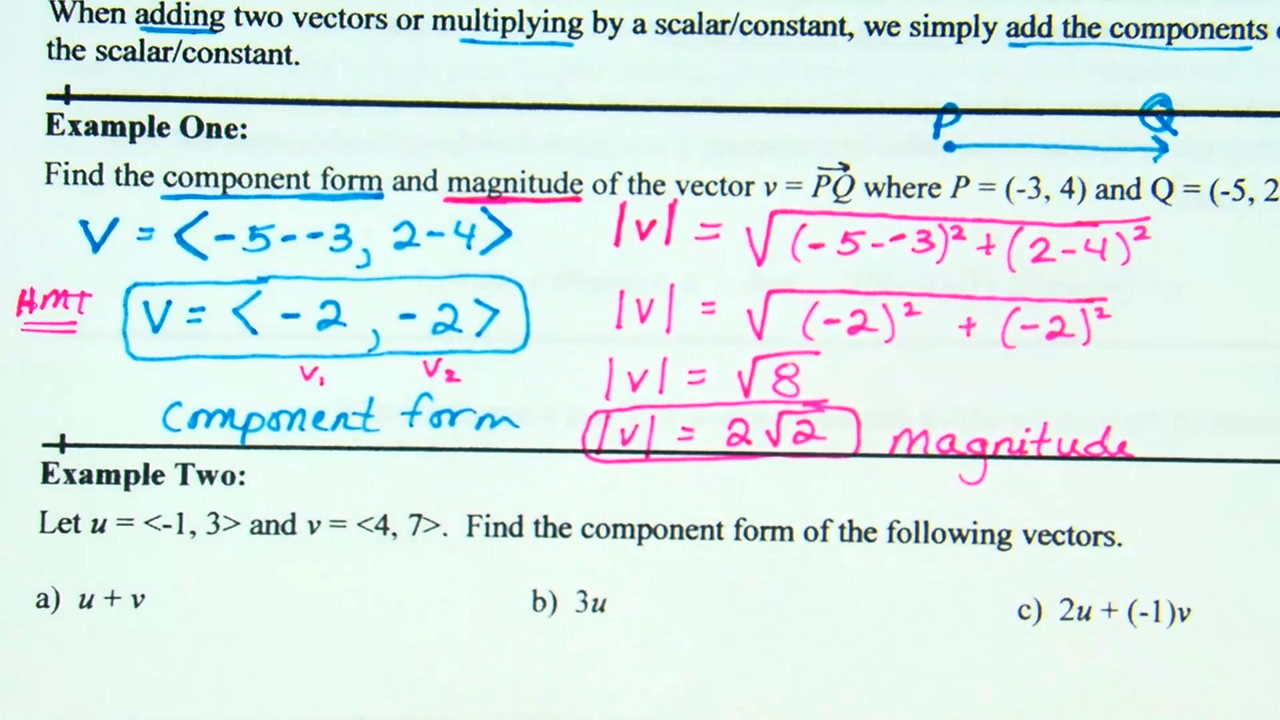 When adding two vectors or multiplying by a scalar/constant, we simply add the components
the scalar/constant.
P Q
Example One:
Find the component form and magnitude of the vector v = PQ where P = (-3, 4) and Q = (-5, 2
V = <-5--3, 2-4> |v| = √(-5--3)² + (2-4)²
HMT V = <-2, -2> |v| = √(-2)² + (-2)²
V₁ V₂ |v| = √8
Component form |v| = 2√2 magnitude
Example Two:
Let u = <-1, 3> and v = <4, 7>. Find the component form of the following vectors.
a) u + v b) 3u c) 2u + (-1)v